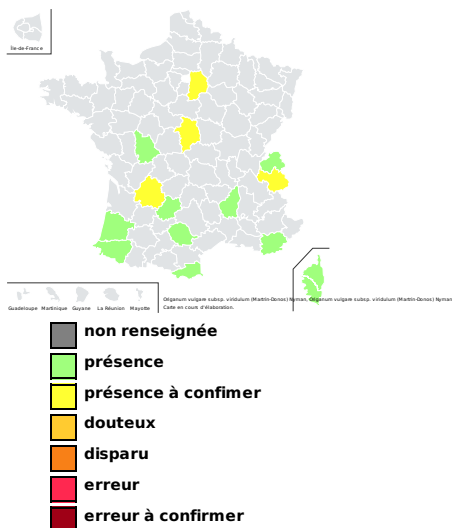 Île-de-France
Guadeloupe Martinique Guyane La Réunion Mayotte
Origanum vulgare subsp. viridulum (Martrin-Donos) Nyman, Origanum vulgare subsp. viridulum (Martrin-Donos) Nyman
Carte en cours d'élaboration.
non renseignée
présence
présence à confimer
douteux
disparu
erreur
erreur à confirmer